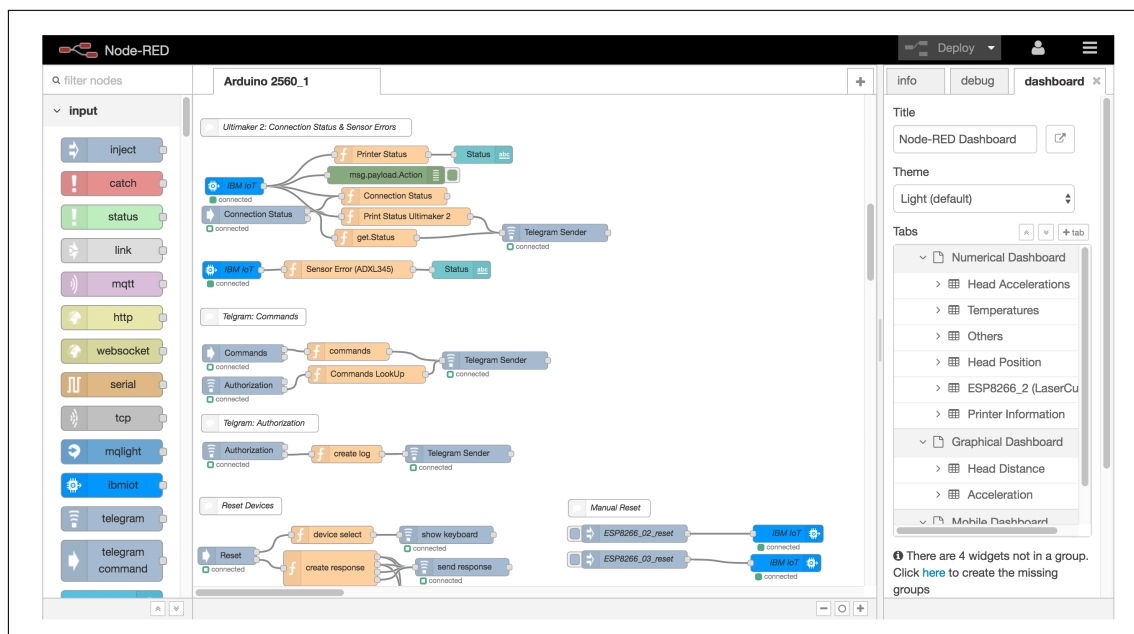 Node-RED
Deploy
filter nodes
Arduino 2560_1
info
debug
dashboard
input
inject
catch
status
link
mqtt
http
websocket
serial
tcp
mqlight
ibmiot
telegram
telegram
command
Ultimaker 2: Connection Status & Sensor Errors
Printer Status
Status
abc
msg.payload.Action
IBM IoT
connected
Connection Status
Connection Status
connected
Print Status Ultimaker 2
get.Status
Telegram Sender
connected
IBM IoT
connected
Sensor Error (ADXL345)
Status
abc
Telgram: Commands
Commands
connected
commands
Telegram Sender
connected
Commands LookUp
Authorization
connected
Telgram: Authorization
Authorization
connected
create log
Telegram Sender
connected
Reset Devices
device select
show keyboard
connected
Reset
connected
create response
send response
connected
Manual Reset
ESP8266_02_reset
IBM IoT
connected
ESP8266_03_reset
IBM IoT
connected
Title
Node-RED Dashboard
Theme
Light (default)
Tabs
+ tab
Numerical Dashboard
Head Accelerations
Temperatures
Others
Head Position
ESP8266_2 (LaserCu
Printer Information
Graphical Dashboard
Head Distance
Acceleration
Mobile Dashboard
There are 4 widgets not in a group.
Click here to create the missing
groups